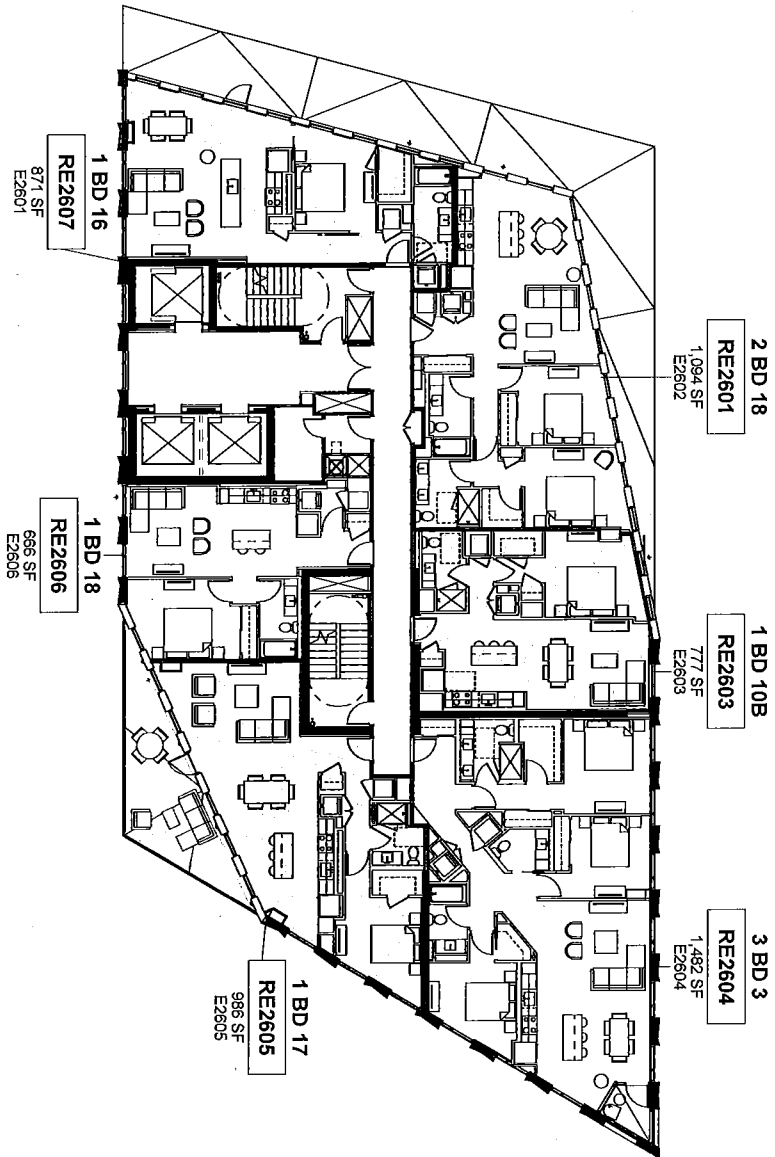 2 BD 18
RE2601
1,094 SF
E2602
1 BD 10B
RE2603
777 SF
E2603
3 BD 3
RE2604
1,482 SF
E2604
1 BD 16
RE2607
871 SF
E2601
1 BD 18
RE2606
666 SF
E2606
1 BD 17
RE2605
986 SF
E2605